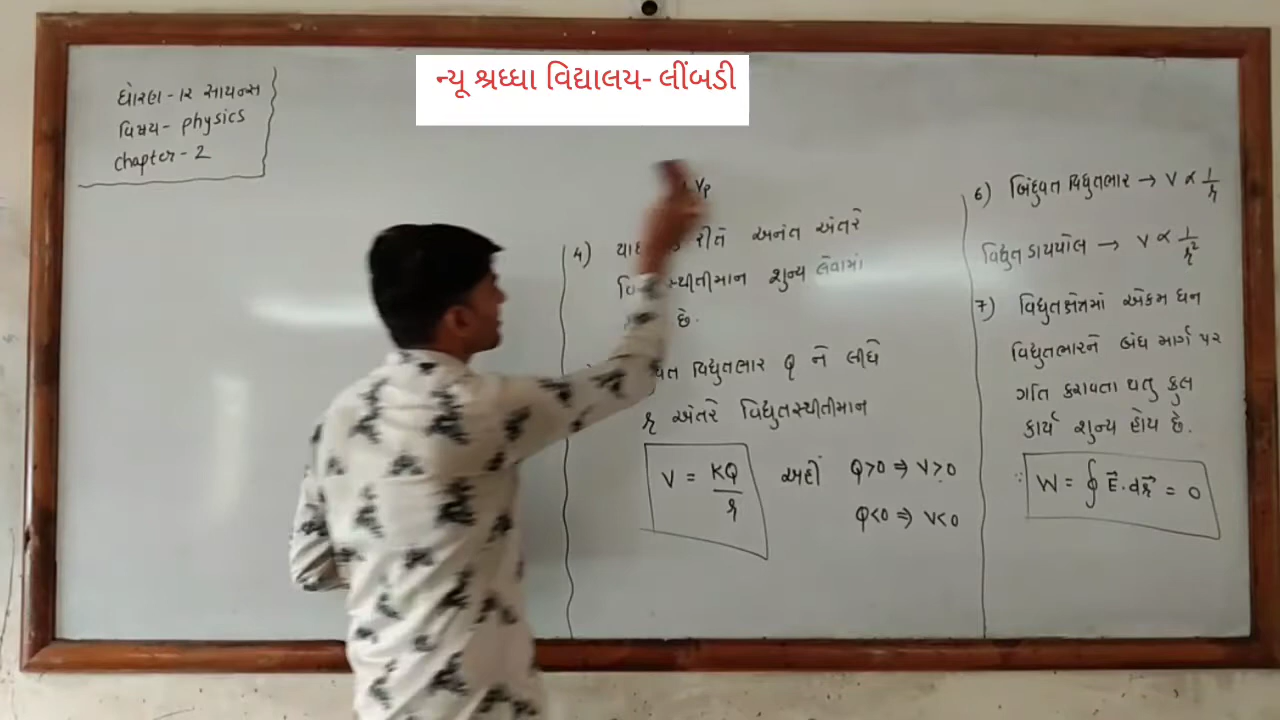 ન્યૂ શ્રધ્ધા વિદ્યાલય- લીંબડી
ધોરણ - 12 સાયન્સ
વિષય - physics
chapter - 2
Vp
4) રીતે અનંત અંતરે
શુન્ય લેવામાં
છે.
વિદ્યુતભાર Q ને લીધે
r અંતરે વિદ્યુતસ્થીતીમાન
V = KQ/r અહીં Q>0 ⇒ V>0
Q<0 ⇒ V<0
6) બિંદુવત વિદ્યુતભાર → V ∝ 1/r
વિદ્યુત ડાયપોલ → V ∝ 1/r²
7) વિદ્યુતક્ષેત્રમાં એકમ ધન
વિદ્યુતભારને બંધ માર્ગ પર
ગતિ કરાવતા થતુ કુલ
કાર્ય શુન્ય હોય છે.
∵ W = ∮ E⃗ . dr⃗ = 0